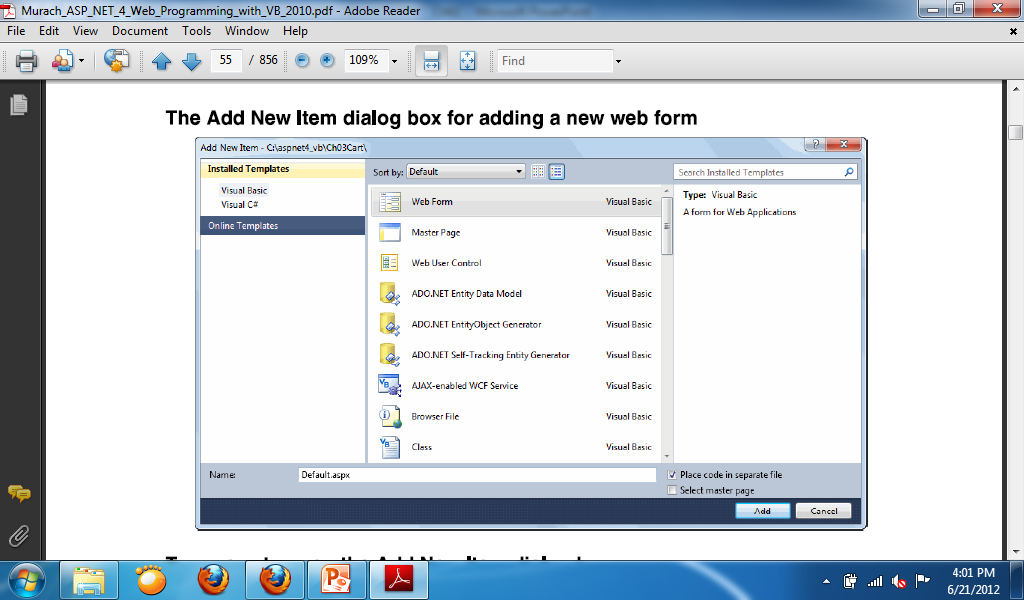 Murach_ASP_NET_4_Web_Programming_with_VB_2010.pdf - Adobe Reader
File Edit View Document Tools Window Help
55 / 856 109% Find
The Add New Item dialog box for adding a new web form
Add New Item - C:\aspnet4_vb\Ch03Cart\
Installed Templates
Visual Basic
Visual C#
Online Templates
Sort by: Default
Search Installed Templates
Web Form Visual Basic
Master Page Visual Basic
Web User Control Visual Basic
ADO.NET Entity Data Model Visual Basic
ADO.NET EntityObject Generator Visual Basic
ADO.NET Self-Tracking Entity Generator Visual Basic
AJAX-enabled WCF Service Visual Basic
Browser File Visual Basic
Class Visual Basic
Type: Visual Basic
A form for Web Applications
Name: Default.aspx
Place code in separate file
Select master page
Add Cancel
4:01 PM
6/21/2012